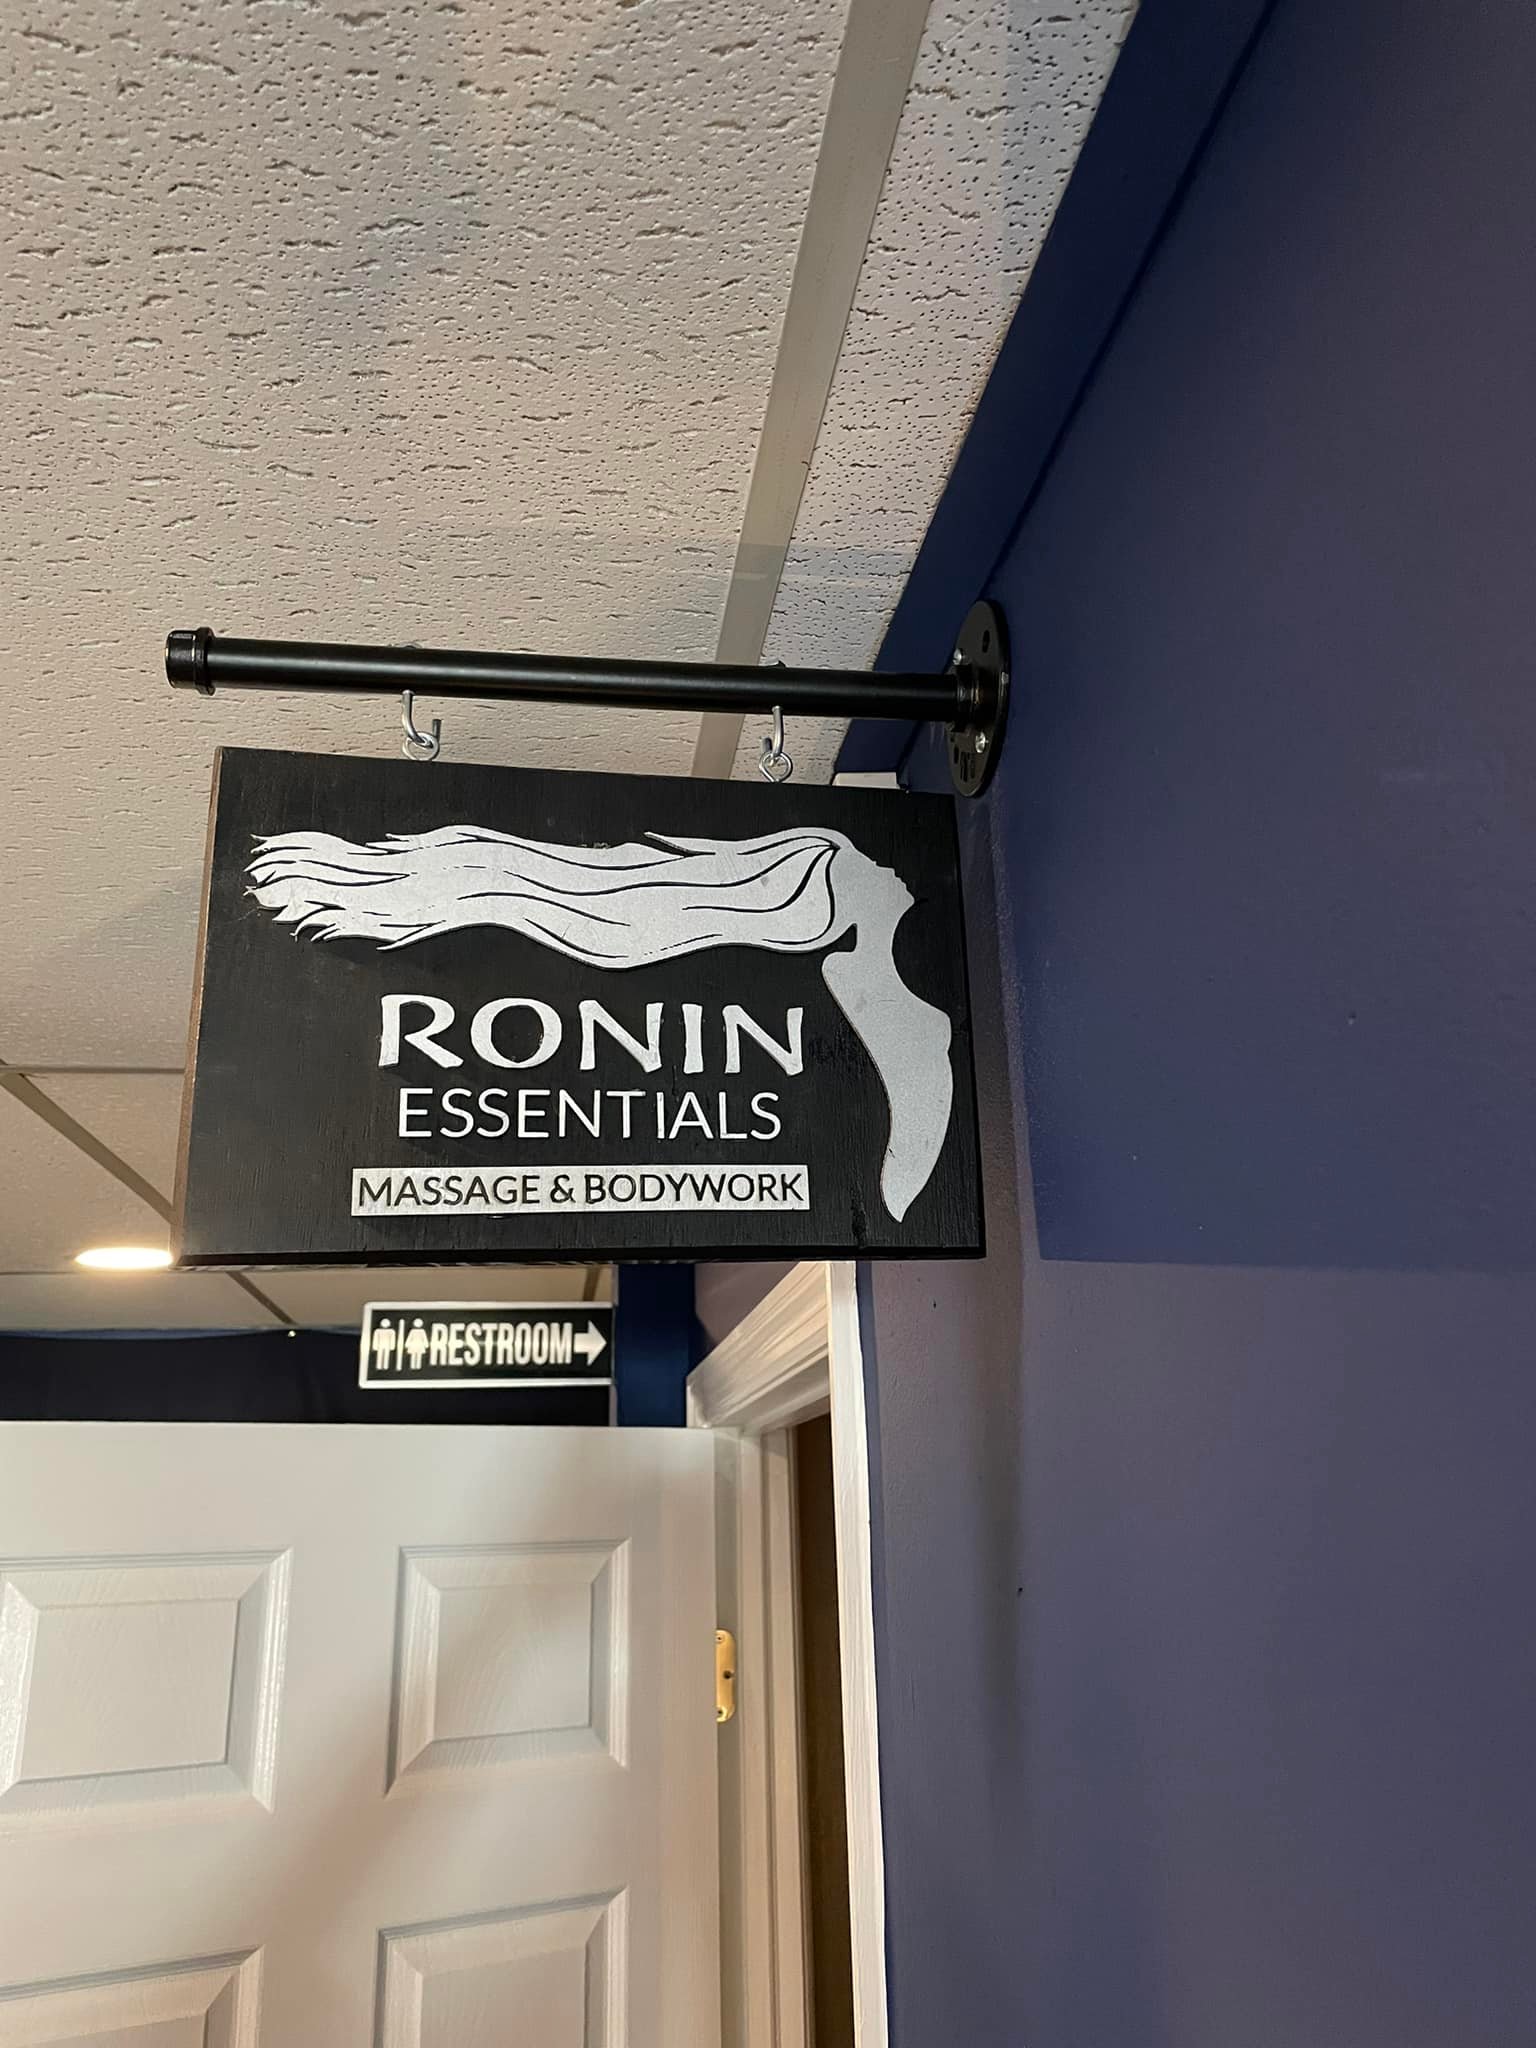 RONIN
ESSENTIALS
MASSAGE & BODYWORK
RESTROOM